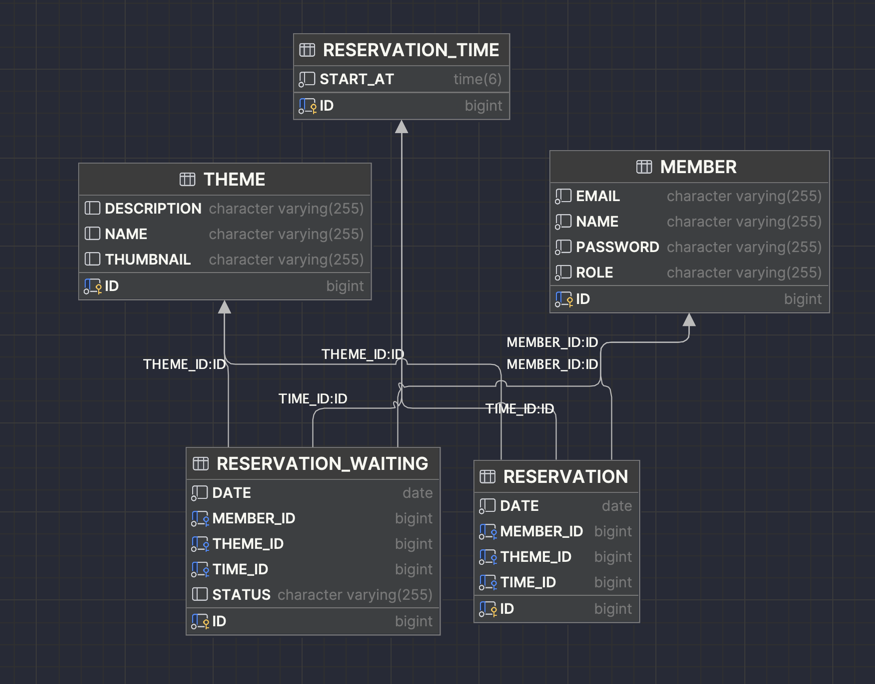 RESERVATION_TIME
START_AT time(6)
ID bigint
THEME
DESCRIPTION character varying(255)
NAME character varying(255)
THUMBNAIL character varying(255)
ID bigint
MEMBER
EMAIL character varying(255)
NAME character varying(255)
PASSWORD character varying(255)
ROLE character varying(255)
ID bigint
MEMBER_ID:ID
THEME_ID:ID
THEME_ID:ID
MEMBER_ID:ID
TIME_ID:ID
TIME_ID:ID
RESERVATION_WAITING
DATE date
MEMBER_ID bigint
THEME_ID bigint
TIME_ID bigint
STATUS character varying(255)
ID bigint
RESERVATION
DATE date
MEMBER_ID bigint
THEME_ID bigint
TIME_ID bigint
ID bigint